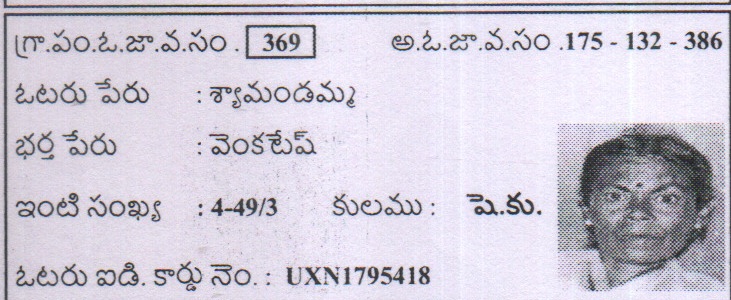 గ్రా.పం.ఓ.జా.వ.సం . 369 అ.ఓ.జా.వ.సం .175 - 132 - 386
ఓటరు పేరు : శ్యామండమ్మ
భర్త పేరు : వెంకటేష్
ఇంటి సంఖ్య : 4-49/3 కులము : షె.కు.
ఓటరు ఐడి. కార్డు నెం. : UXN1795418